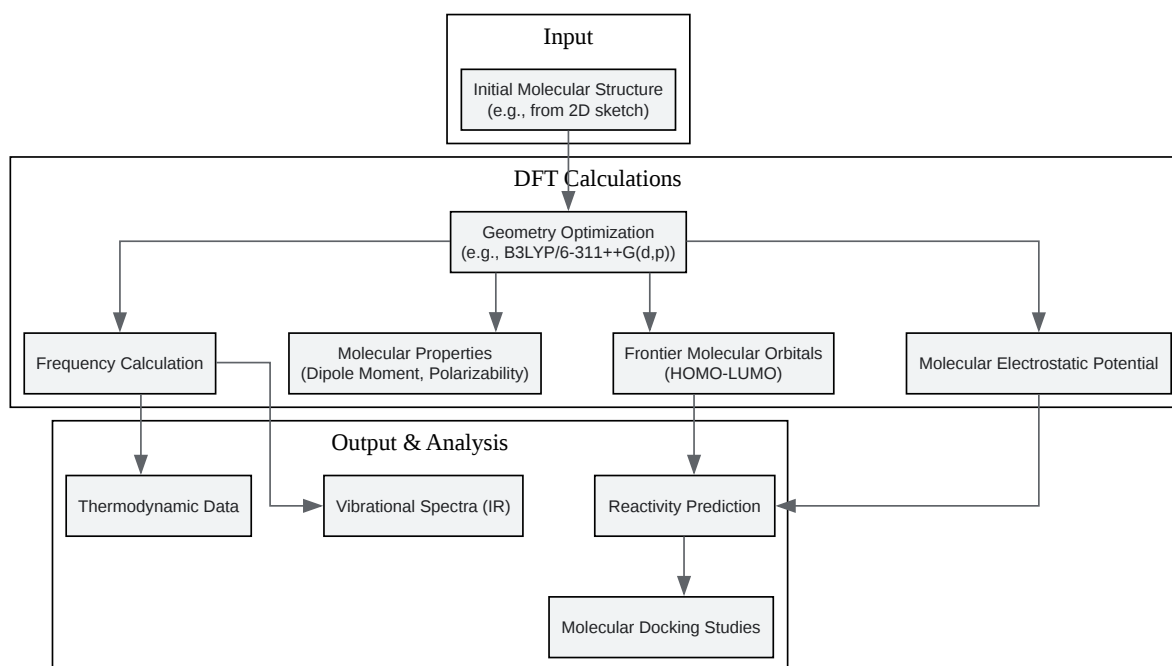 Input
Initial Molecular Structure
(e.g., from 2D sketch)
DFT Calculations
Geometry Optimization
(e.g., B3LYP/6-311++G(d,p))
Frequency Calculation
Molecular Properties
(Dipole Moment, Polarizability)
Frontier Molecular Orbitals
(HOMO-LUMO)
Molecular Electrostatic Potential
Output & Analysis
Thermodynamic Data
Vibrational Spectra (IR)
Reactivity Prediction
Molecular Docking Studies